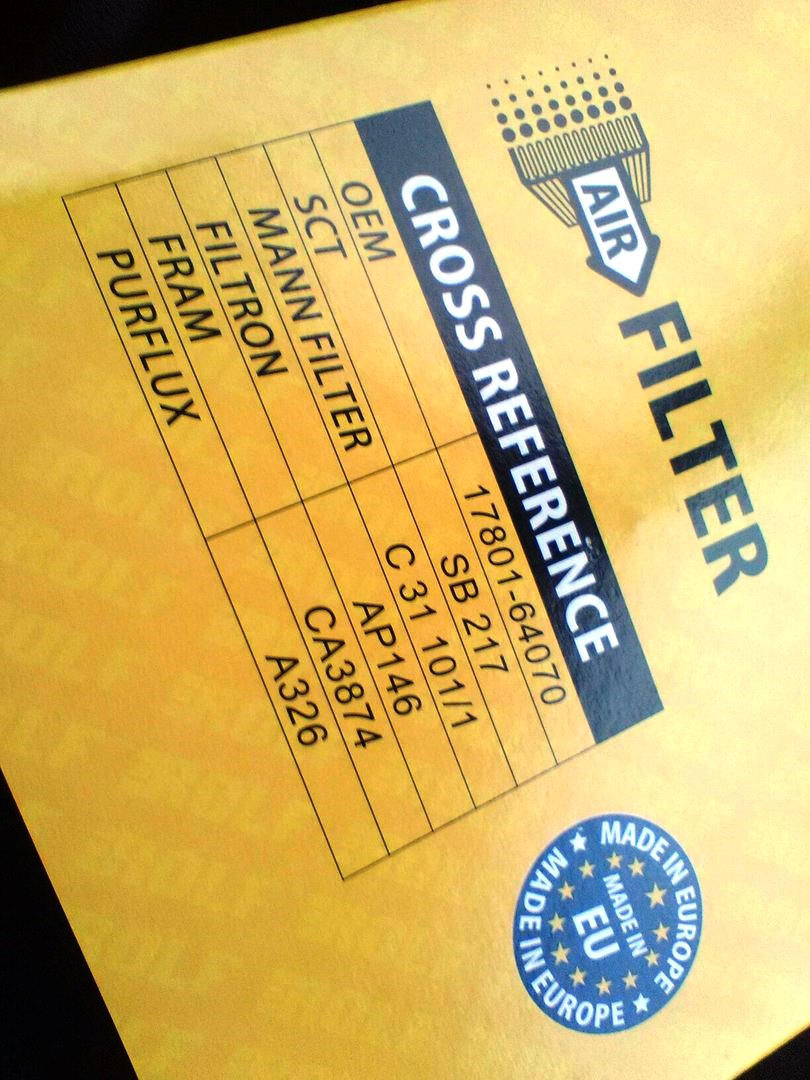 AIR FILTER
CROSS REFERENCE
OEM 17801-64070
SCT SB 217
MANN FILTER C 31 101/1
FILTRON AP146
FRAM CA3874
PURFLUX A326
MADE IN EUROPE
MADE IN
EU
MADE IN EUROPE